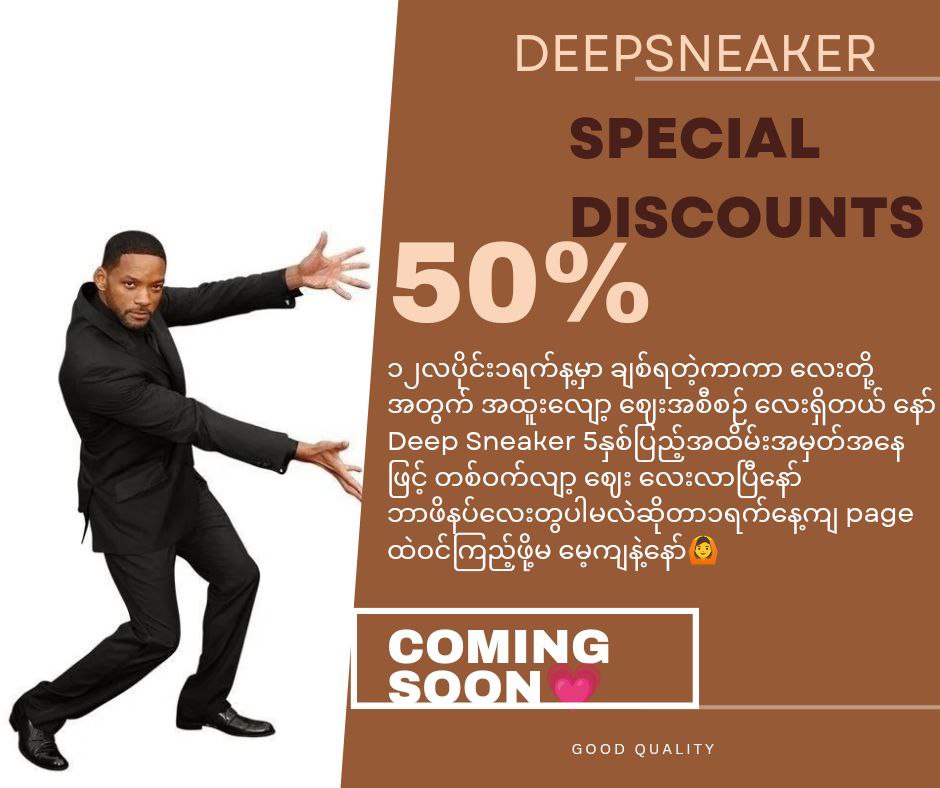 DEEPSNEAKER
SPECIAL
DISCOUNTS
50%
၁၂လပိုင်း၁ရက်နေ့မှာ ချစ်ရတဲ့ကာကာ လေးတို့
အတွက် အထူးလျော့ ဈေးအစီစဉ် လေးရှိတယ် နော်
Deep Sneaker 5နှစ်ပြည့်အထိမ်းအမှတ်အနေ
ဖြင့် တစ်ဝက်လျော့ ဈေး လေးလာပြီနော်
ဘာဖိနပ်လေးတွေပါမလဲဆိုတာ၁ရက်နေ့ကျ page
ထဲဝင်ကြည့်ဖို့မ မေ့ကျနဲ့နော်🙆
COMING
SOON💗
GOOD QUALITY